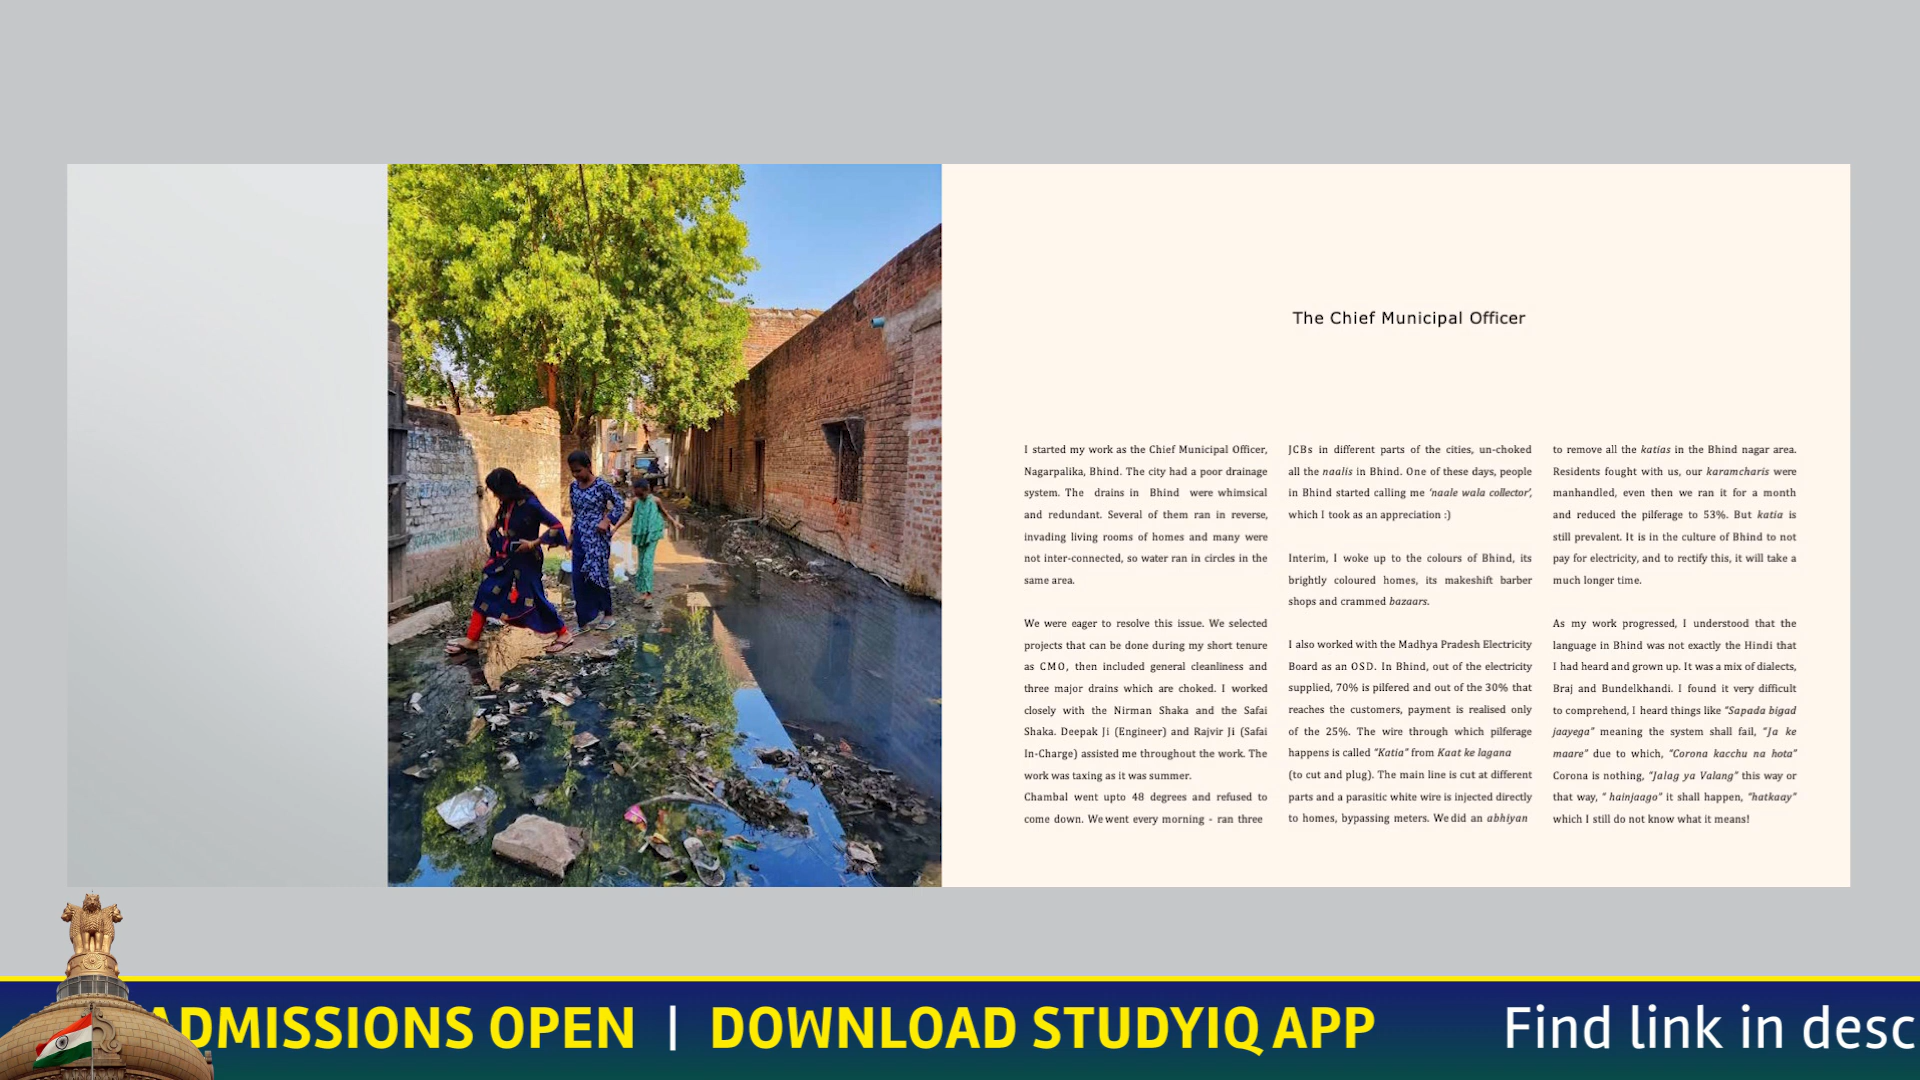 The Chief Municipal Officer
I started my work as the Chief Municipal Officer,
Nagarpalika, Bhind. The city had a poor drainage
system. The drains in Bhind were whimsical
and redundant. Several of them ran in reverse,
invading living rooms of homes and many were
not inter-connected, so water ran in circles in the
same area.
We were eager to resolve this issue. We selected
projects that can be done during my short tenure
as CMO, then included general cleanliness and
three major drains which are choked. I worked
closely with the Nirman Shaka and the Safai
Shaka. Deepak Ji (Engineer) and Rajvir Ji (Safai
In-Charge) assisted me throughout the work. The
work was taxing as it was summer.
Chambal went upto 48 degrees and refused to
come down. We went every morning - ran three
JCBs in different parts of the cities, un-choked
all the naalis in Bhind. One of these days, people
in Bhind started calling me ‘naale wala collector’,
which I took as an appreciation :)
Interim, I woke up to the colours of Bhind, its
brightly coloured homes, its makeshift barber
shops and crammed bazaars.
I also worked with the Madhya Pradesh Electricity
Board as an OSD. In Bhind, out of the electricity
supplied, 70% is pilfered and out of the 30% that
reaches the customers, payment is realised only
of the 25%. The wire through which pilferage
happens is called “Katia” from Kaat ke lagana
(to cut and plug). The main line is cut at different
parts and a parasitic white wire is injected directly
to homes, bypassing meters. We did an abhiyan
to remove all the katias in the Bhind nagar area.
Residents fought with us, our karamcharis were
manhandled, even then we ran it for a month
and reduced the pilferage to 53%. But katia is
still prevalent. It is in the culture of Bhind to not
pay for electricity, and to rectify this, it will take a
much longer time.
As my work progressed, I understood that the
language in Bhind was not exactly the Hindi that
I had heard and grown up. It was a mix of dialects,
Braj and Bundelkhandi. I found it very difficult
to comprehend, I heard things like “Sapada bigad
jaayega” meaning the system shall fail, “Ja ke
maare” due to which, “Corona kacchu na hota”
Corona is nothing, “Jalag ya Valang” this way or
that way, “ hainjaago” it shall happen, “hatkaay”
which I still do not know what it means!
ADMISSIONS OPEN | DOWNLOAD STUDYIQ APP Find link in desc